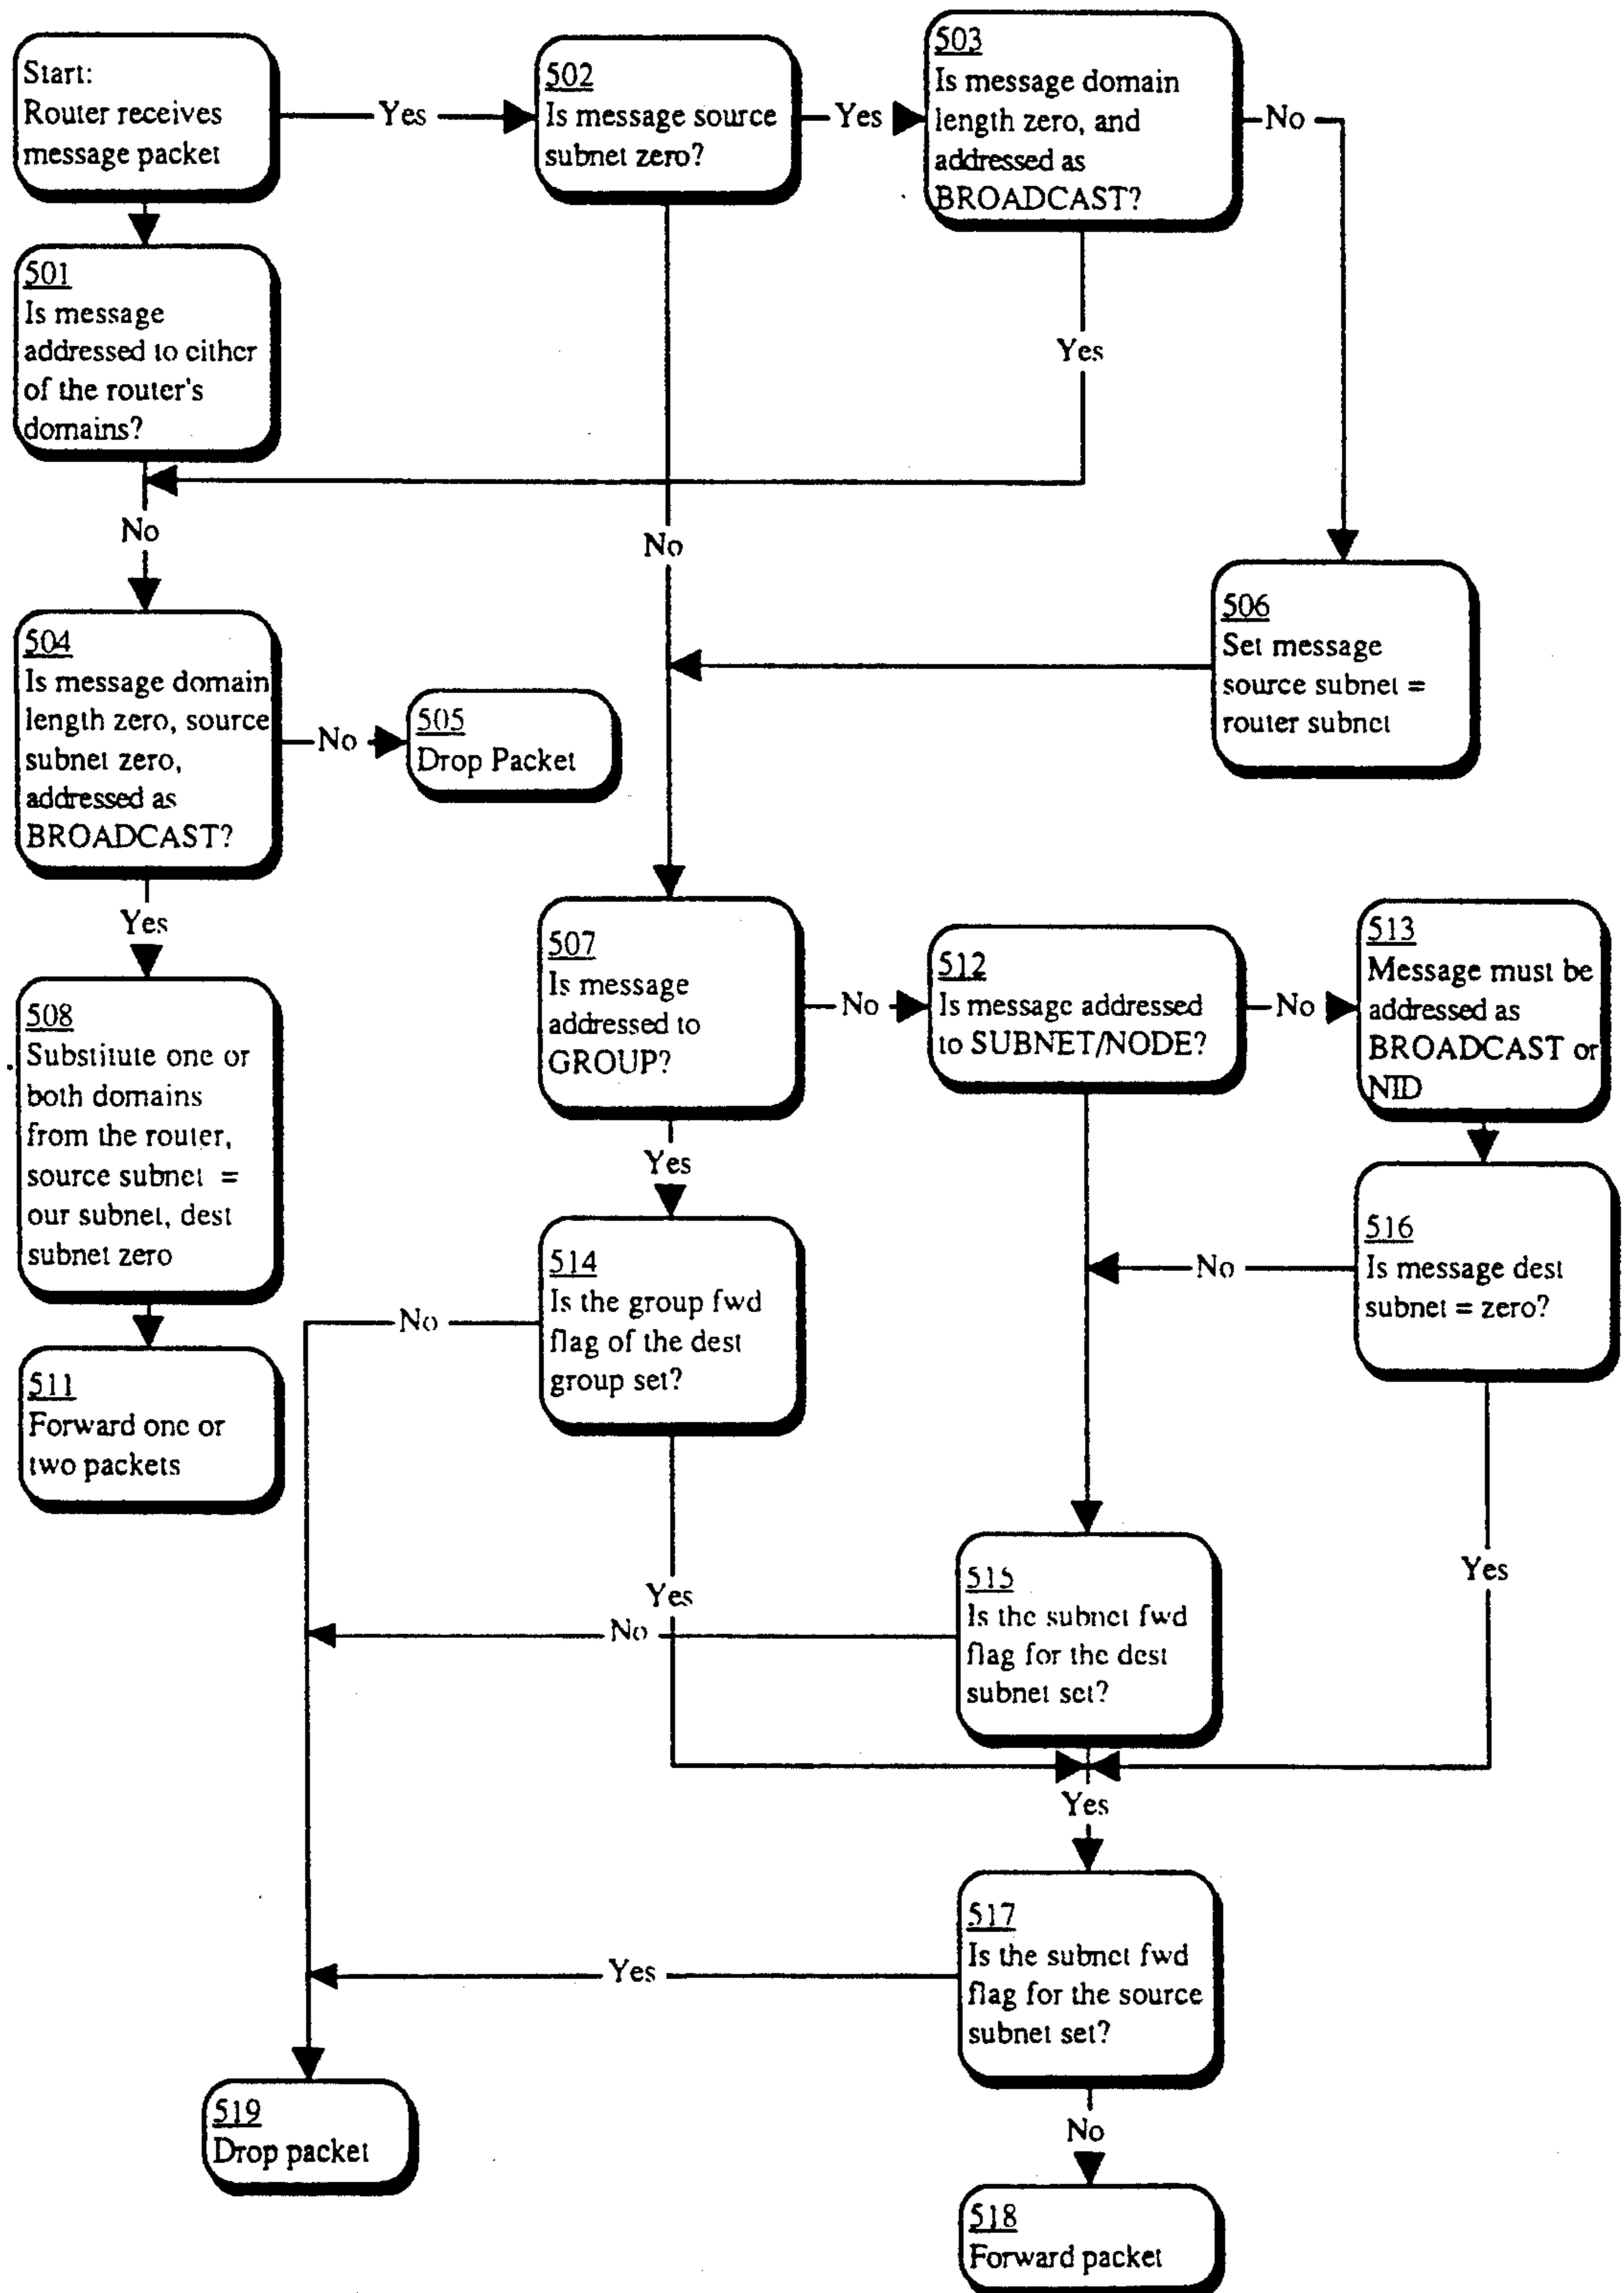 Start:
Router receives
message packet
Yes
502
Is message source
subnet zero?
Yes
503
Is message domain
length zero, and
addressed as
BROADCAST?
No
501
Is message
addressed to either
of the router's
domains?
Yes
No
No
504
Is message domain
length zero, source
subnet zero,
addressed as
BROADCAST?
No
505
Drop Packet
506
Set message
source subnet =
router subnet
Yes
508
Substitute one or
both domains
from the router,
source subnet =
our subnet, dest
subnet zero
511
Forward one or
two packets
507
Is message
addressed to
GROUP?
No
512
Is message addressed
to SUBNET/NODE?
No
513
Message must be
addressed as
BROADCAST or
NID
Yes
514
Is the group fwd
flag of the dest
group set?
No
516
Is message dest
subnet = zero?
No
Yes
515
Is the subnet fwd
flag for the dest
subnet set?
No
Yes
Yes
517
Is the subnet fwd
flag for the source
subnet set?
Yes
No
519
Drop packet
518
Forward packet